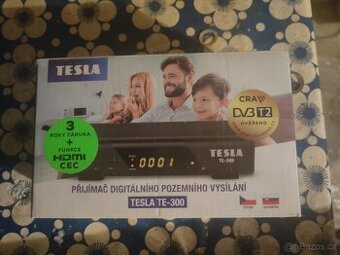 TESLA
CRA
DVB T2
OVĚŘENO
3
ROKY ZÁRUKA
+
FUNKCE
HDMI
CEC
0001
TESLA
TE-300
PŘIJÍMAČ DIGITÁLNÍHO POZEMNÍHO VYSÍLÁNÍ
TESLA TE-300